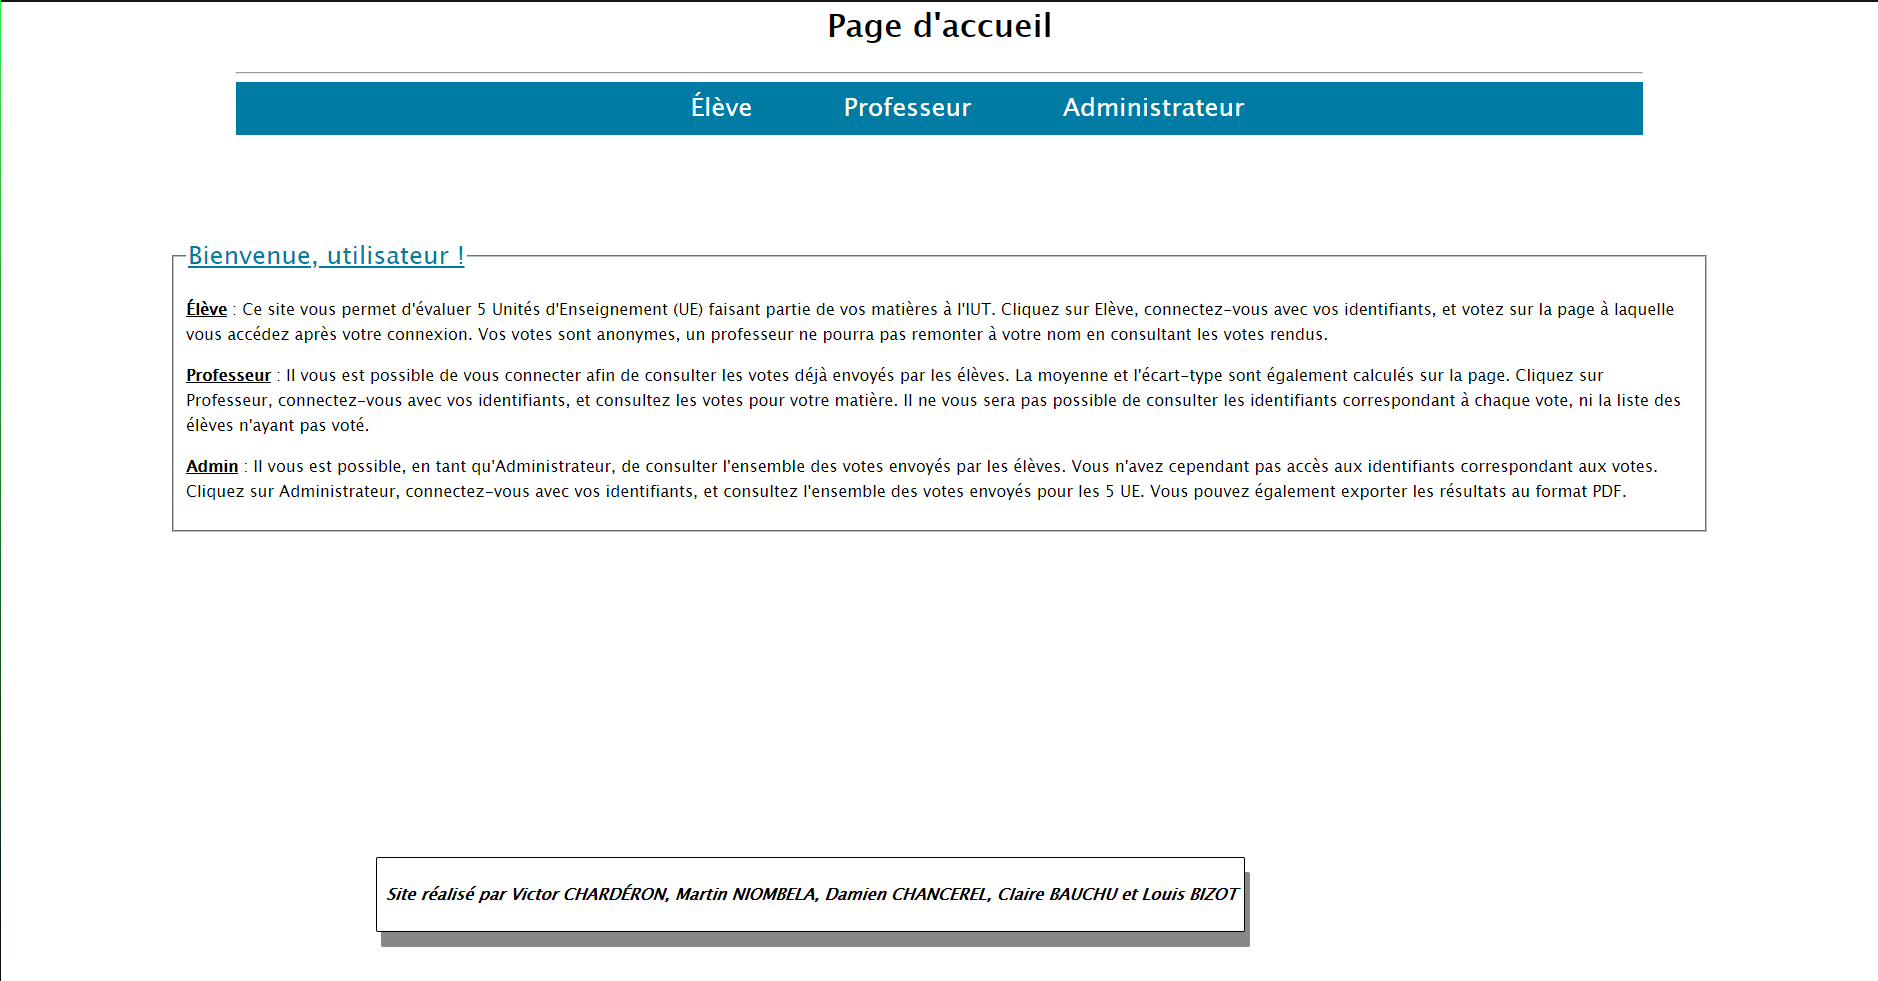 Page d'accueil
Élève Professeur Administrateur
Bienvenue, utilisateur !
Élève : Ce site vous permet d'évaluer 5 Unités d'Enseignement (UE) faisant partie de vos matières à l'IUT. Cliquez sur Elève, connectez-vous avec vos identifiants, et votez sur la page à laquelle
vous accédez après votre connexion. Vos votes sont anonymes, un professeur ne pourra pas remonter à votre nom en consultant les votes rendus.
Professeur : Il vous est possible de vous connecter afin de consulter les votes déjà envoyés par les élèves. La moyenne et l'écart-type sont également calculés sur la page. Cliquez sur
Professeur, connectez-vous avec vos identifiants, et consultez les votes pour votre matière. Il ne vous sera pas possible de consulter les identifiants correspondant à chaque vote, ni la liste des
élèves n'ayant pas voté.
Admin : Il vous est possible, en tant qu'Administrateur, de consulter l'ensemble des votes envoyés par les élèves. Vous n'avez cependant pas accès aux identifiants correspondant aux votes.
Cliquez sur Administrateur, connectez-vous avec vos identifiants, et consultez l'ensemble des votes envoyés pour les 5 UE. Vous pouvez également exporter les résultats au format PDF.
Site réalisé par Victor CHARDÉRON, Martin NIOMBELA, Damien CHANCEREL, Claire BAUCHU et Louis BIZOT